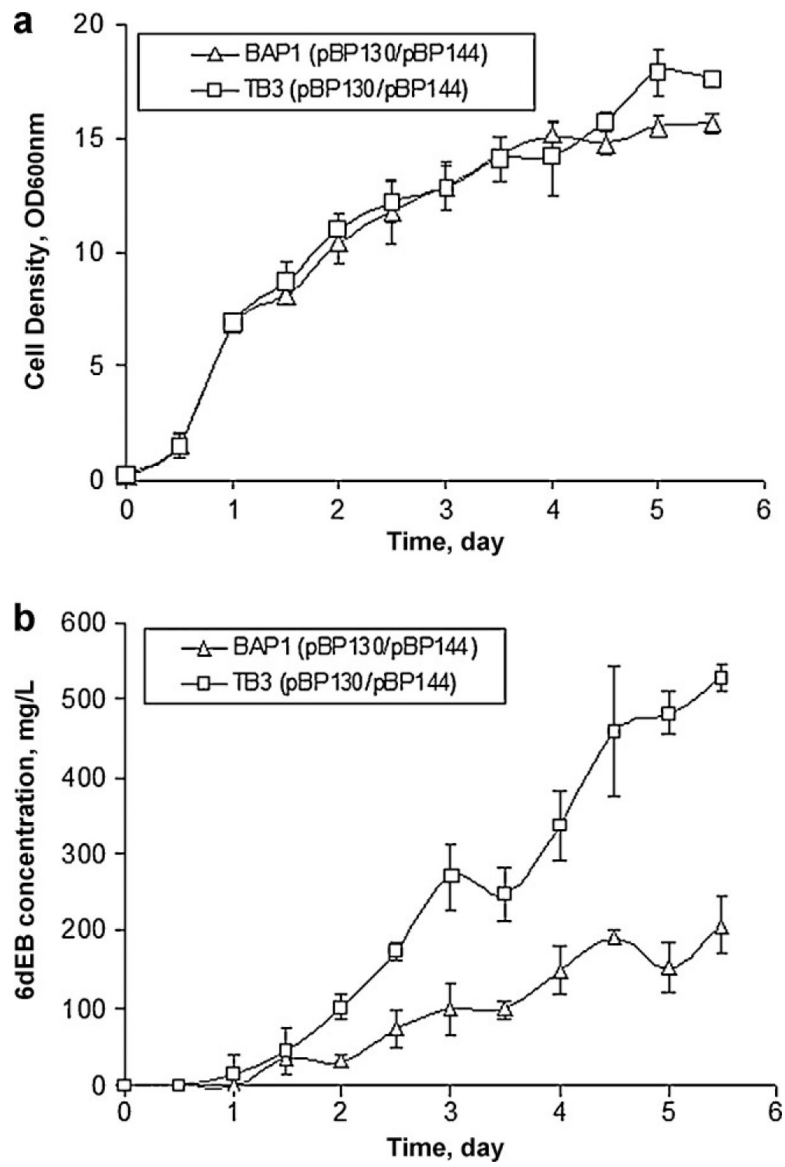 a
BAP1 (pBP130/pBP144)
TB3 (pBP130/pBP144)
Cell Density, OD600nm
20
15
10
5
0
0 1 2 3 4 5 6
Time, day
b
BAP1 (pBP130/pBP144)
TB3 (pBP130/pBP144)
6dEB concentration, mg/L
600
500
400
300
200
100
0
0 1 2 3 4 5 6
Time, day